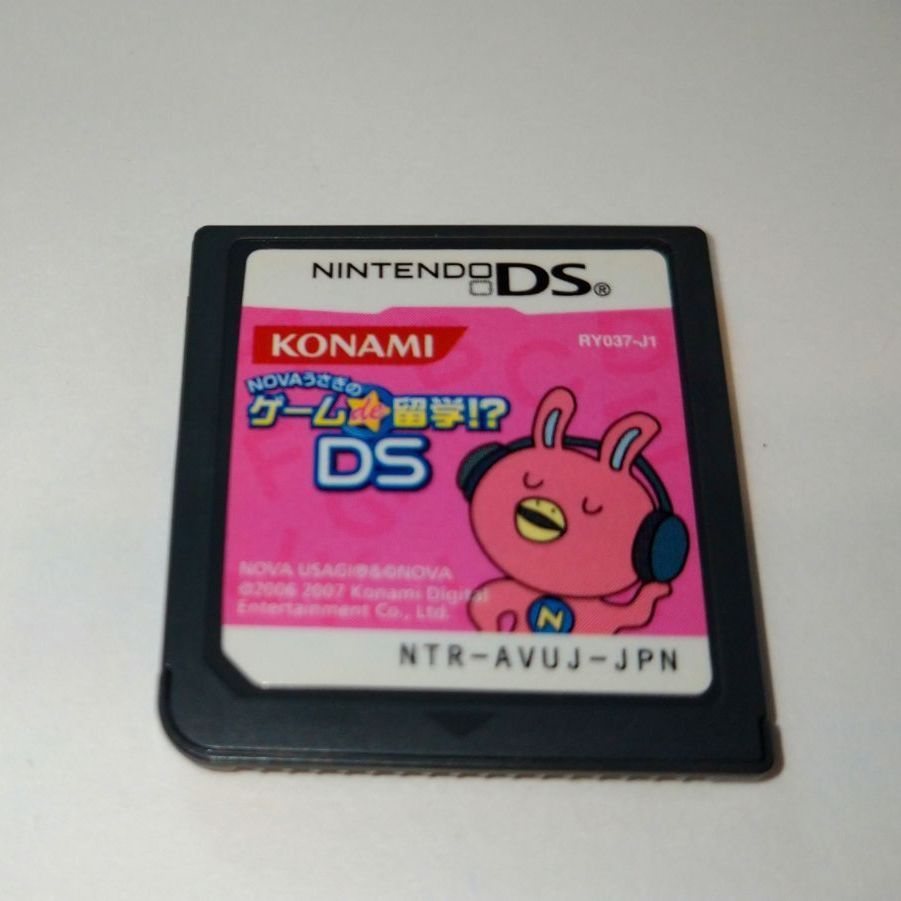 NINTENDO DS®
KONAMI
RY037-J1
NOVAうさぎの
ゲームde留学!?
DS
NOVA USAGI®&©NOVA
©2006 2007 Konami Digital
Entertainment Co., Ltd.
N
NTR-AVUJ-JPN